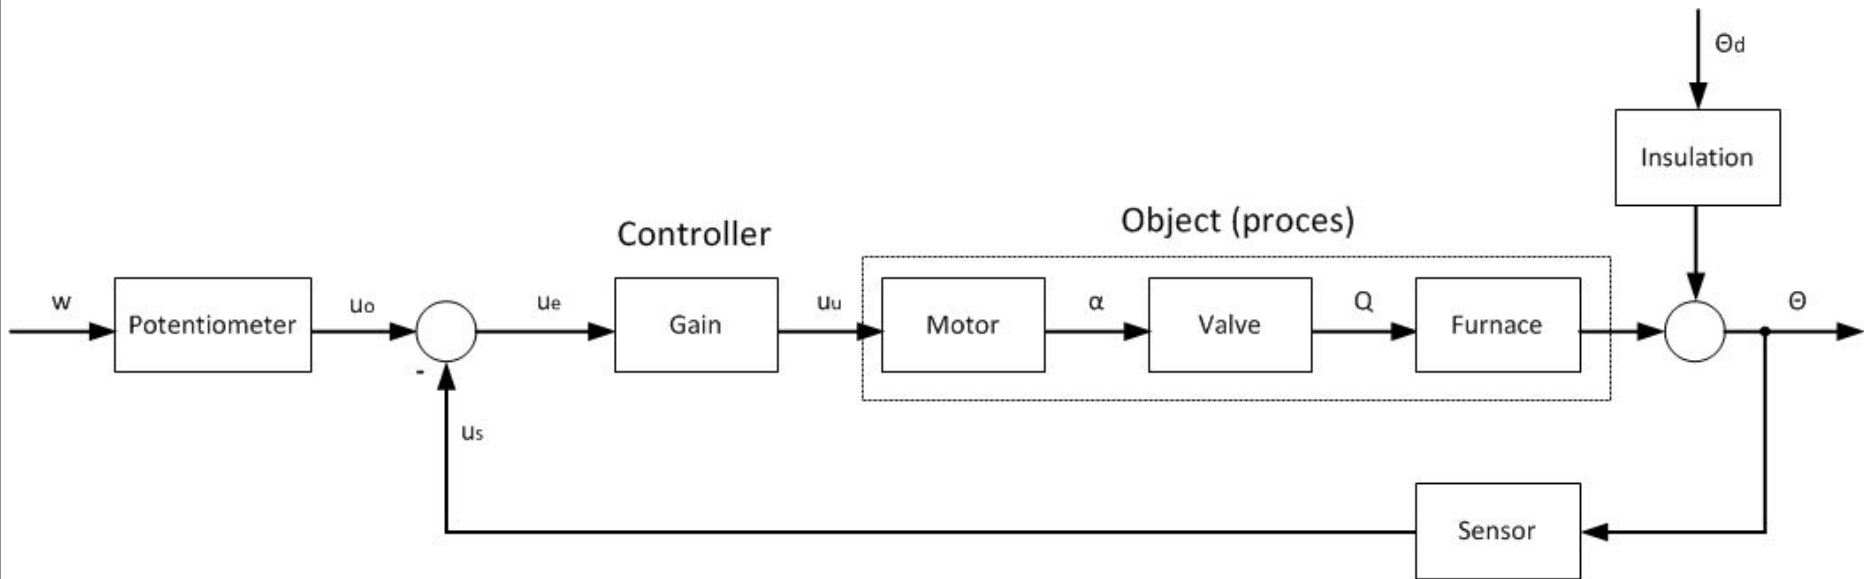 Θd
Insulation
Controller
Object (proces)
w
Potentiometer
uo
ue
Gain
uu
Motor
α
Valve
Q
Furnace
Θ
-
us
Sensor